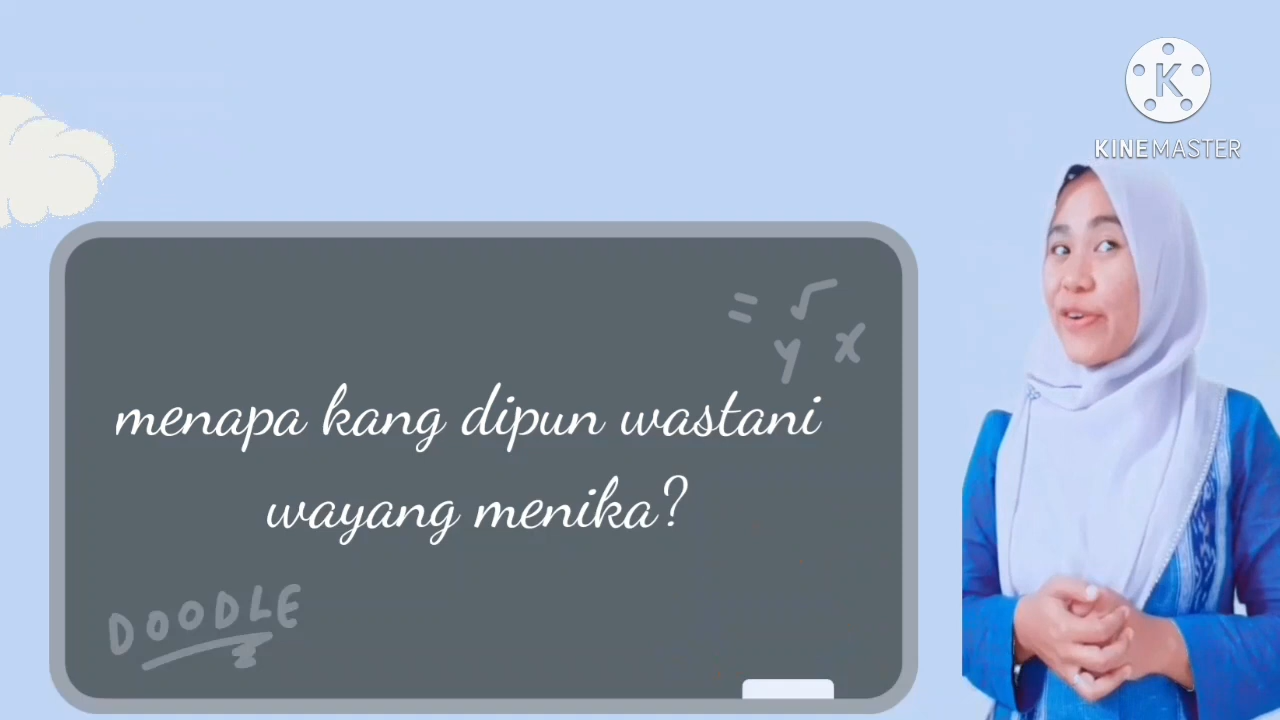 KINEMASTER
= √
y x
menapa kang dipun wastani
wayang menika?
DOODLE